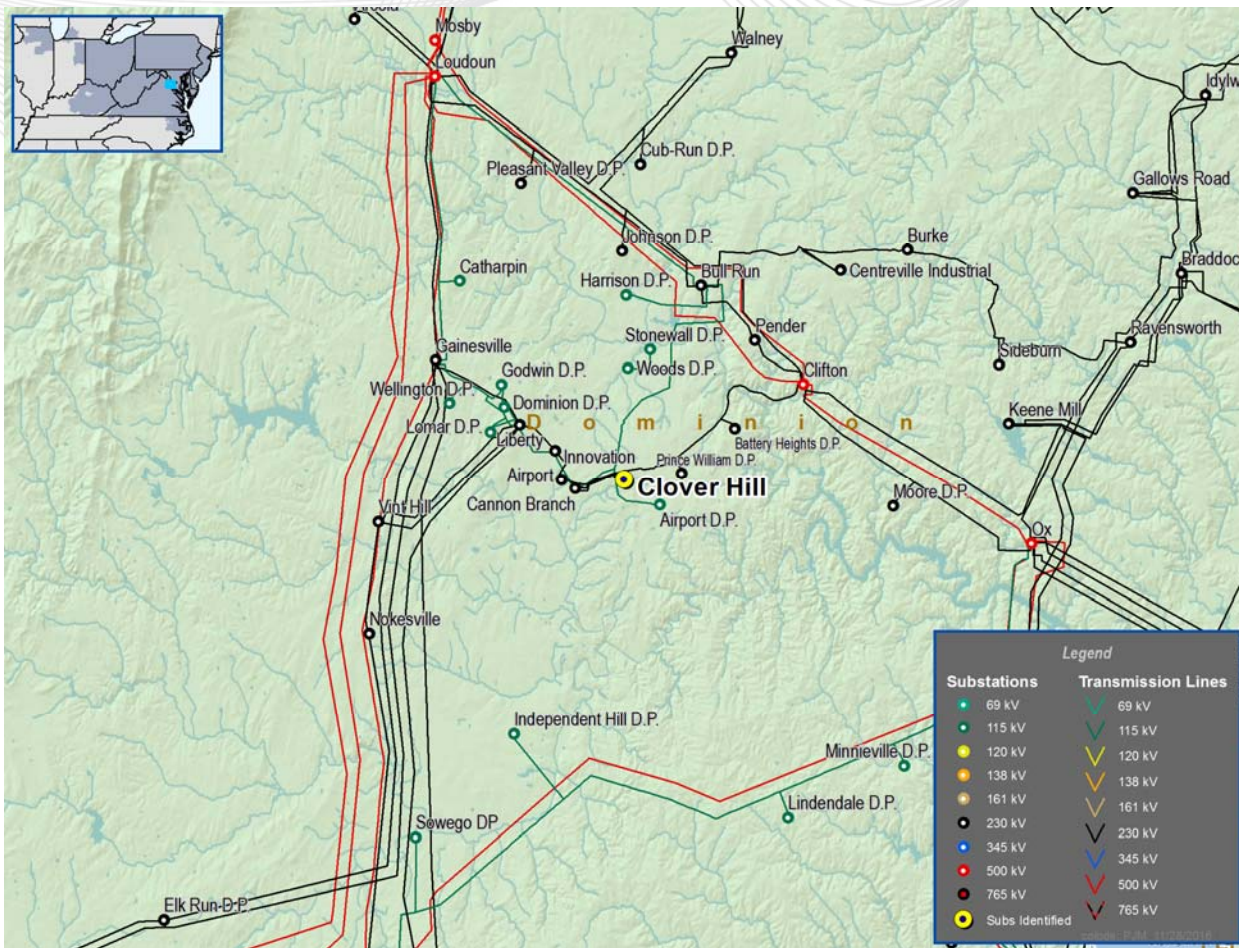 Mosby
Loudoun
Walney
Cub-Run D.P.
Pleasant Valley D.P.
Gallows Road
Johnson D.P.
Burke
Braddoc
Catharpin
Bull Run
Centreville Industrial
Harrison D.P.
Stonewall D.P.
Pender
Ravensworth
Gainesville
Woods D.P.
Clifton
Sideburn
Godwin D.P.
Wellington D.P.
Dominion D.P.
Dominion
Keene Mill
Lomar D.P.
Liberty
Battery Heights D.P.
Innovation
Prince William D.P.
Airport
Clover Hill
Cannon Branch
Moore D.P.
Airport D.P.
Vint Hill
Ox
Nokesville
Independent Hill D.P.
Minnieville D.P.
Lindendale D.P.
Sowego DP
Elk Run D.P.
Legend
Substations Transmission Lines
69 kV 69 kV
115 kV 115 kV
120 kV 120 kV
138 kV 138 kV
161 kV 161 kV
230 kV 230 kV
345 kV 345 kV
500 kV 500 kV
765 kV 765 kV
Subs Identified